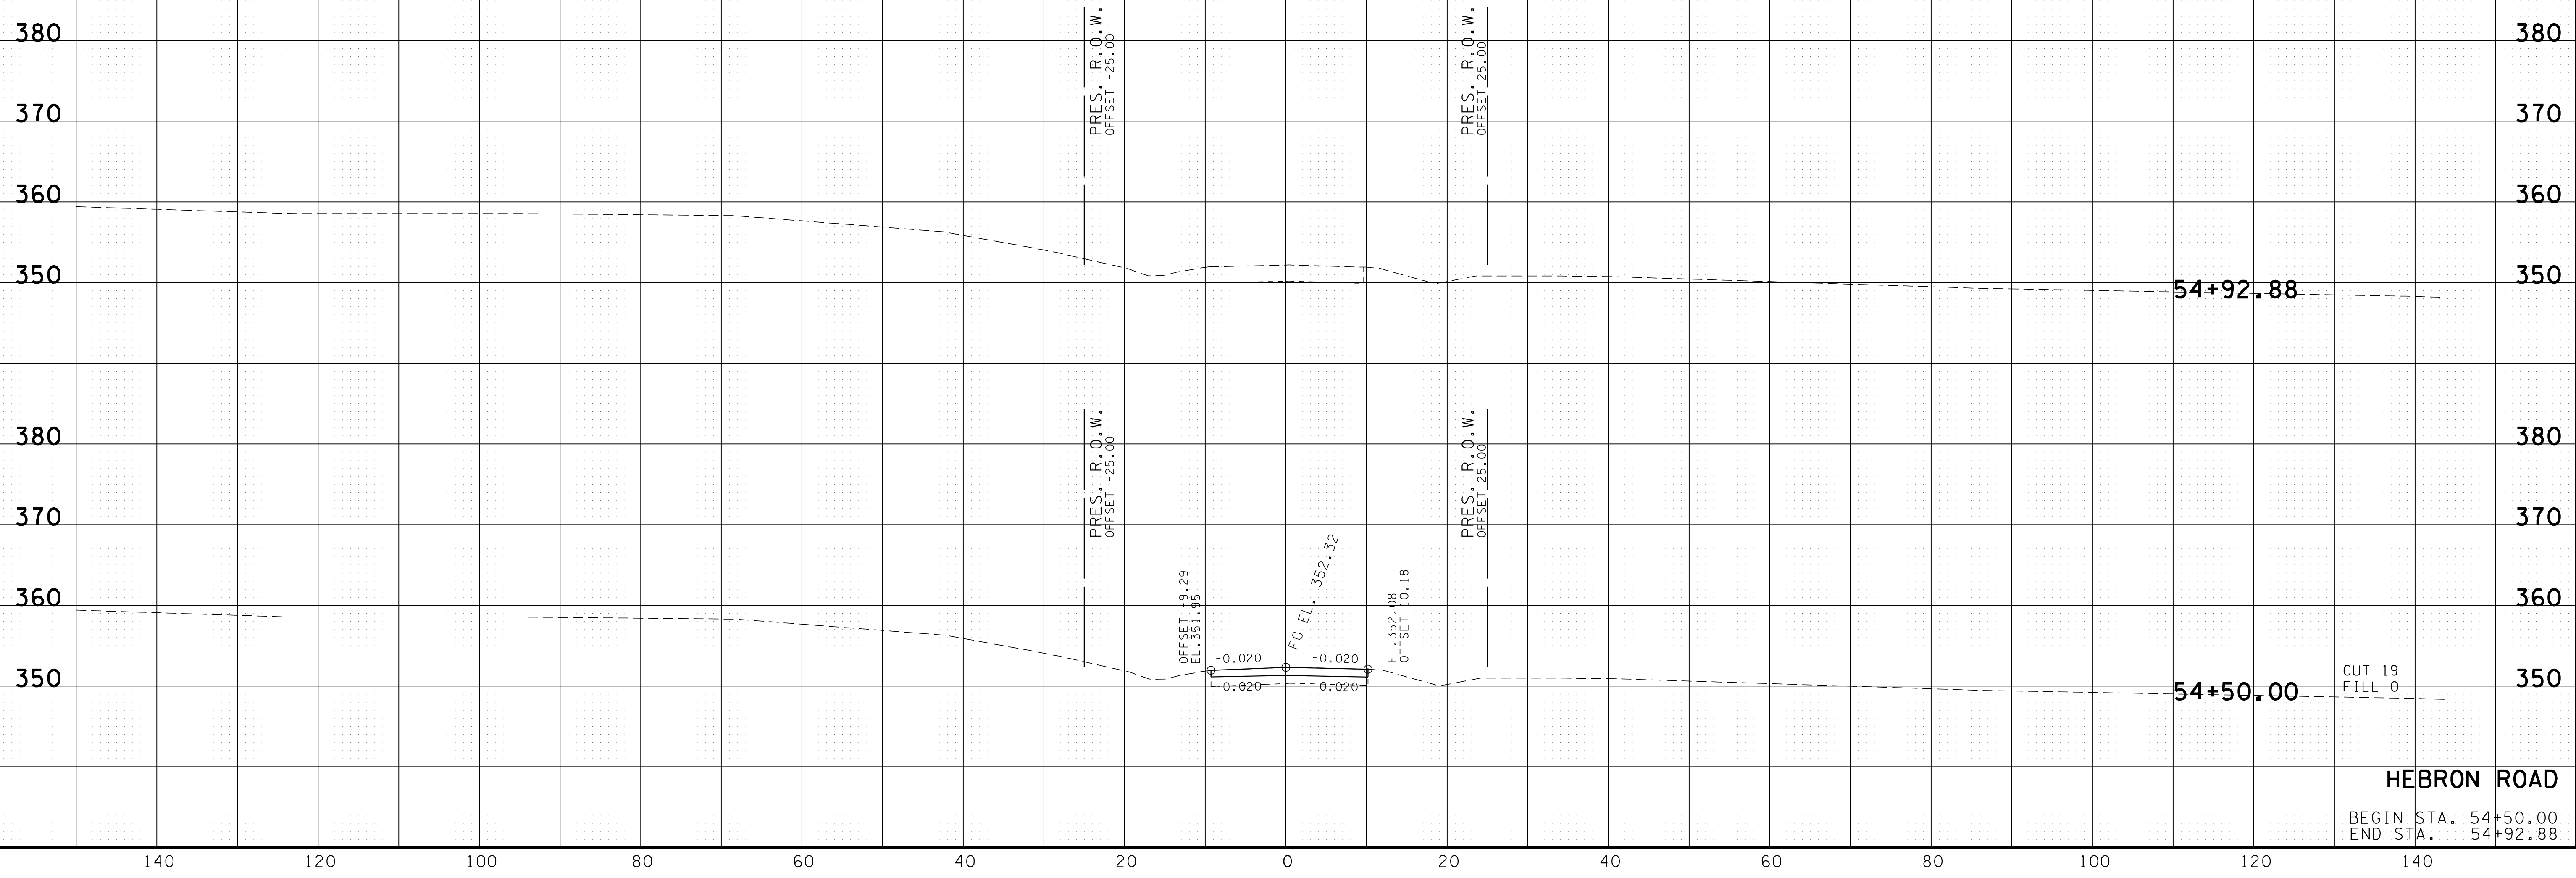 PRES. R.O.W.
OFFSET -25.00
PRES. R.O.W.
OFFSET 25.00
380 380
370 370
360 360
350 350
54+92.88
PRES. R.O.W.
OFFSET -25.00
PRES. R.O.W.
OFFSET 25.00
380 380
370 370
360 360
OFFSET -9.29
EL.351.95
FG EL. 352.32
EL.352.08
OFFSET 10.18
-0.020 -0.020
350 350
-0.020 0.020
54+50.00
CUT 19
FILL 0
HEBRON ROAD
BEGIN STA. 54+50.00
END STA. 54+92.88
140 120 100 80 60 40 20 0 20 40 60 80 100 120 140